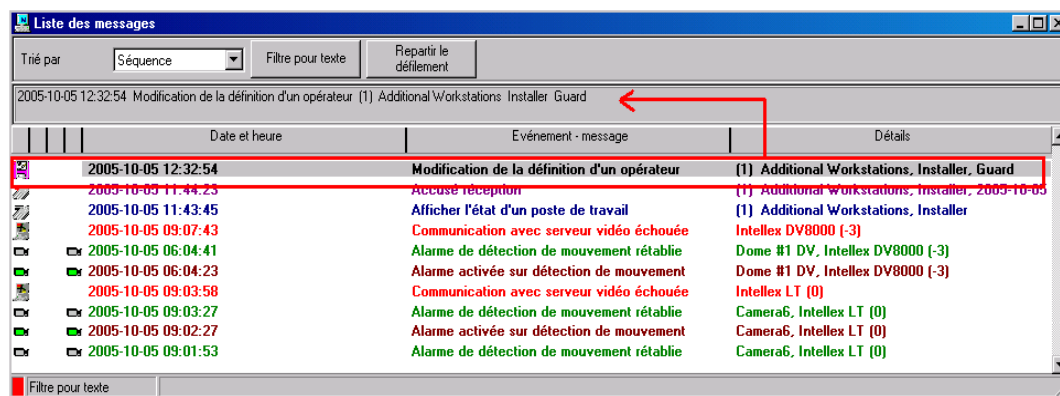 Liste des messages
Trié par Séquence Filtre pour texte Repartir le défilement
2005-10-05 12:32:54 Modification de la définition d'un opérateur (1) Additional Workstations Installer Guard
Date et heure Evénement - message Détails
2005-10-05 12:32:54 Modification de la définition d'un opérateur (1) Additional Workstations, Installer, Guard
2005-10-05 11:44:23 Accusé réception (1) Additional Workstations, Installer, 2005-10-05
2005-10-05 11:43:45 Afficher l'état d'un poste de travail (1) Additional Workstations, Installer
2005-10-05 09:07:43 Communication avec serveur vidéo échouée Intellex DV8000 (-3)
2005-10-05 06:04:41 Alarme de détection de mouvement rétablie Dome #1 DV, Intellex DV8000 (-3)
2005-10-05 06:04:23 Alarme activée sur détection de mouvement Dome #1 DV, Intellex DV8000 (-3)
2005-10-05 09:03:58 Communication avec serveur vidéo échouée Intellex LT (0)
2005-10-05 09:03:27 Alarme de détection de mouvement rétablie Camera6, Intellex LT (0)
2005-10-05 09:02:27 Alarme activée sur détection de mouvement Camera6, Intellex LT (0)
2005-10-05 09:01:53 Alarme de détection de mouvement rétablie Camera6, Intellex LT (0)
Filtre pour texte